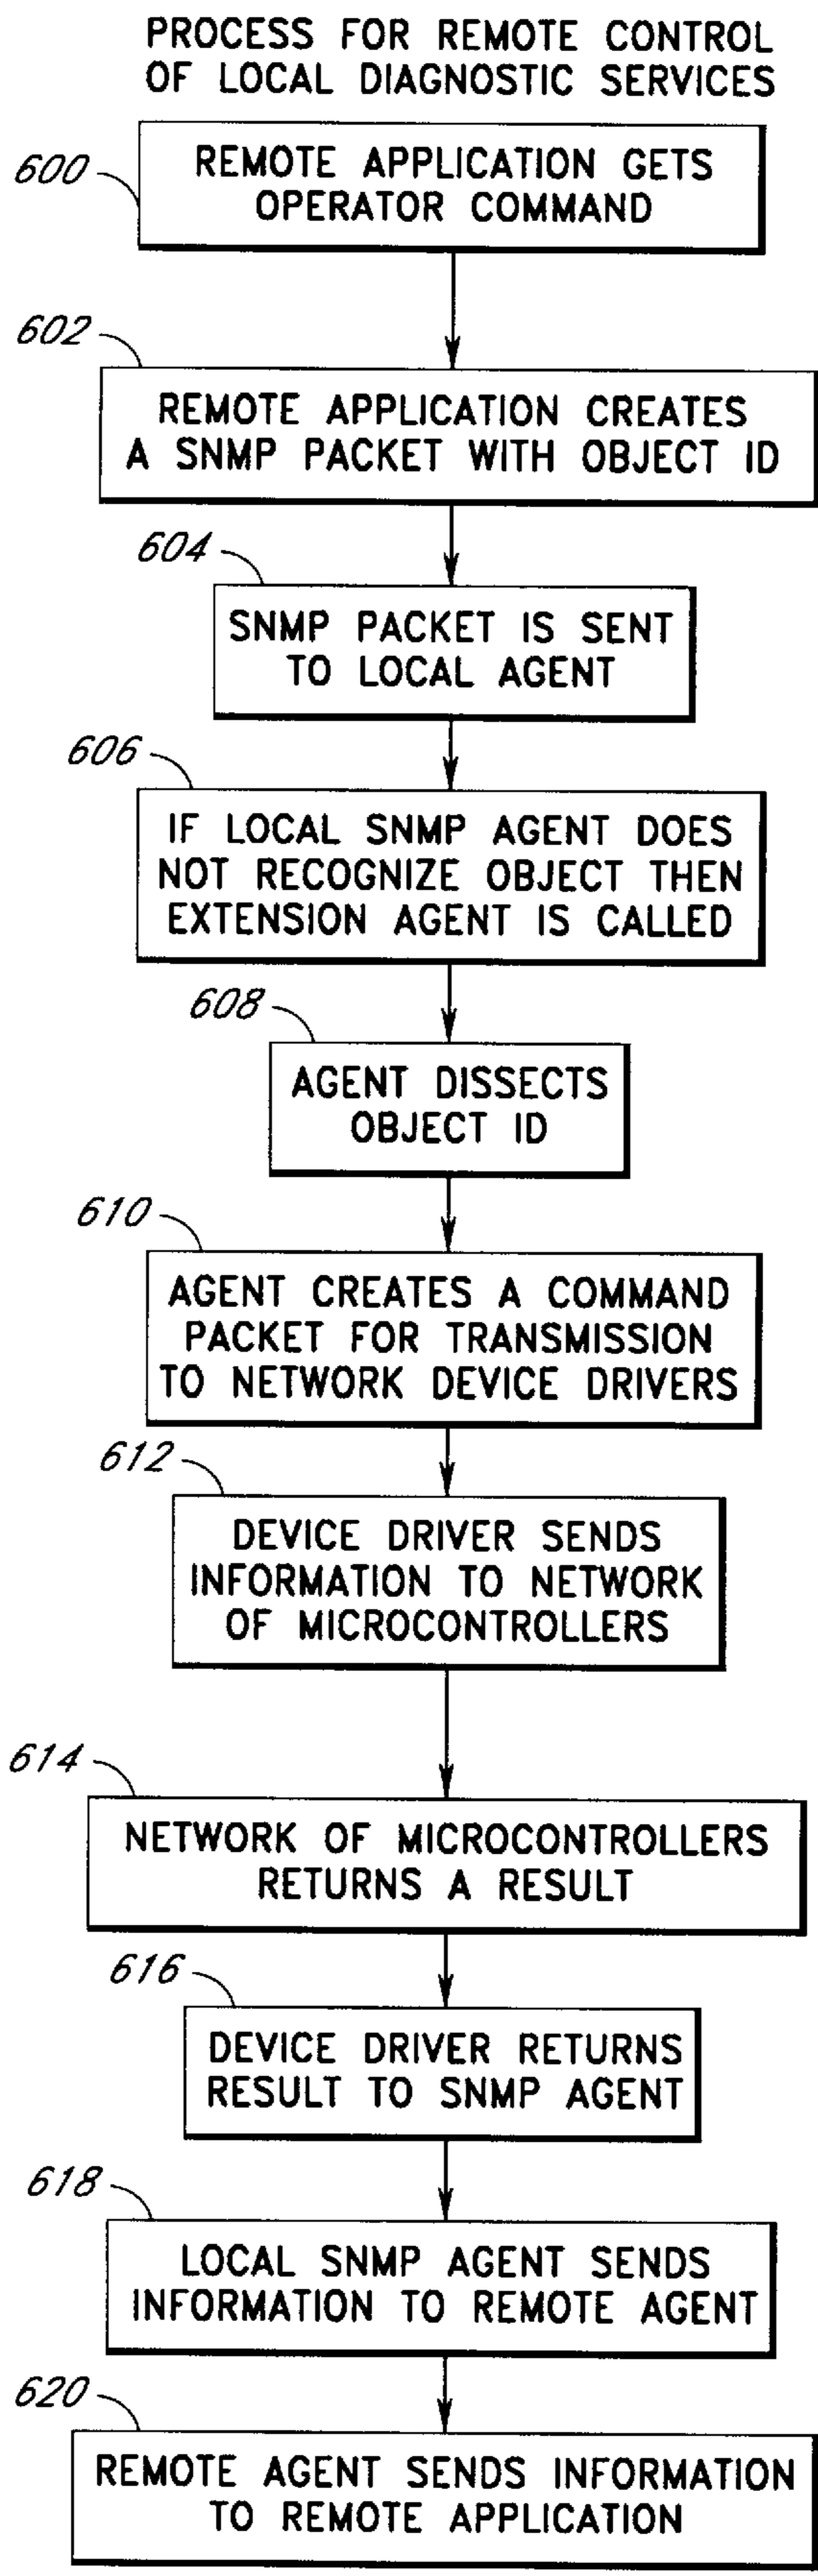 PROCESS FOR REMOTE CONTROL
OF LOCAL DIAGNOSTIC SERVICES
600
REMOTE APPLICATION GETS
OPERATOR COMMAND
602
REMOTE APPLICATION CREATES
A SNMP PACKET WITH OBJECT ID
604
SNMP PACKET IS SENT
TO LOCAL AGENT
606
IF LOCAL SNMP AGENT DOES
NOT RECOGNIZE OBJECT THEN
EXTENSION AGENT IS CALLED
608
AGENT DISSECTS
OBJECT ID
610
AGENT CREATES A COMMAND
PACKET FOR TRANSMISSION
TO NETWORK DEVICE DRIVERS
612
DEVICE DRIVER SENDS
INFORMATION TO NETWORK
OF MICROCONTROLLERS
614
NETWORK OF MICROCONTROLLERS
RETURNS A RESULT
616
DEVICE DRIVER RETURNS
RESULT TO SNMP AGENT
618
LOCAL SNMP AGENT SENDS
INFORMATION TO REMOTE AGENT
620
REMOTE AGENT SENDS INFORMATION
TO REMOTE APPLICATION